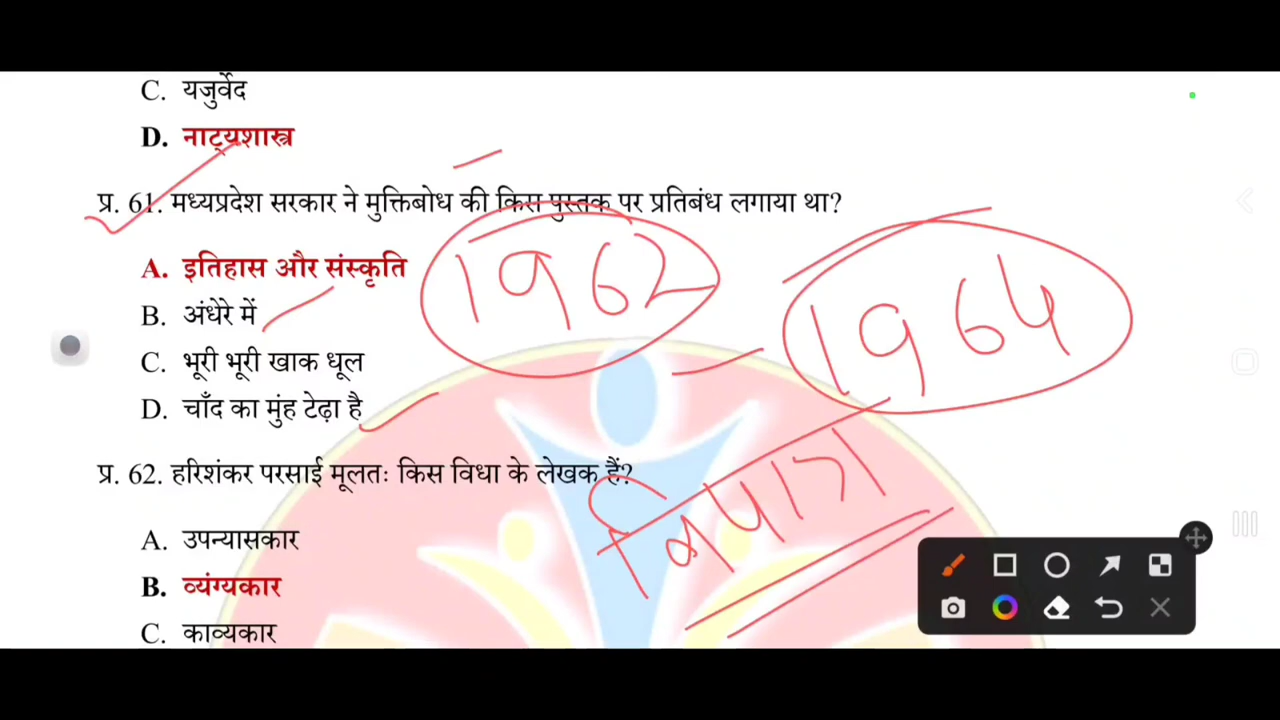 C. यजुर्वेद
D. नाट्यशास्त्र
प्र. 61. मध्यप्रदेश सरकार ने मुक्तिबोध की किस पुस्तक पर प्रतिबंध लगाया था?
A. इतिहास और संस्कृति
1962
1964
B. अंधेरे में
C. भूरी भूरी खाक धूल
D. चाँद का मुंह टेढ़ा है
प्र. 62. हरिशंकर परसाई मूलतः किस विधा के लेखक हैं?
A. उपन्यासकार
B. व्यंग्यकार
C. काव्यकार